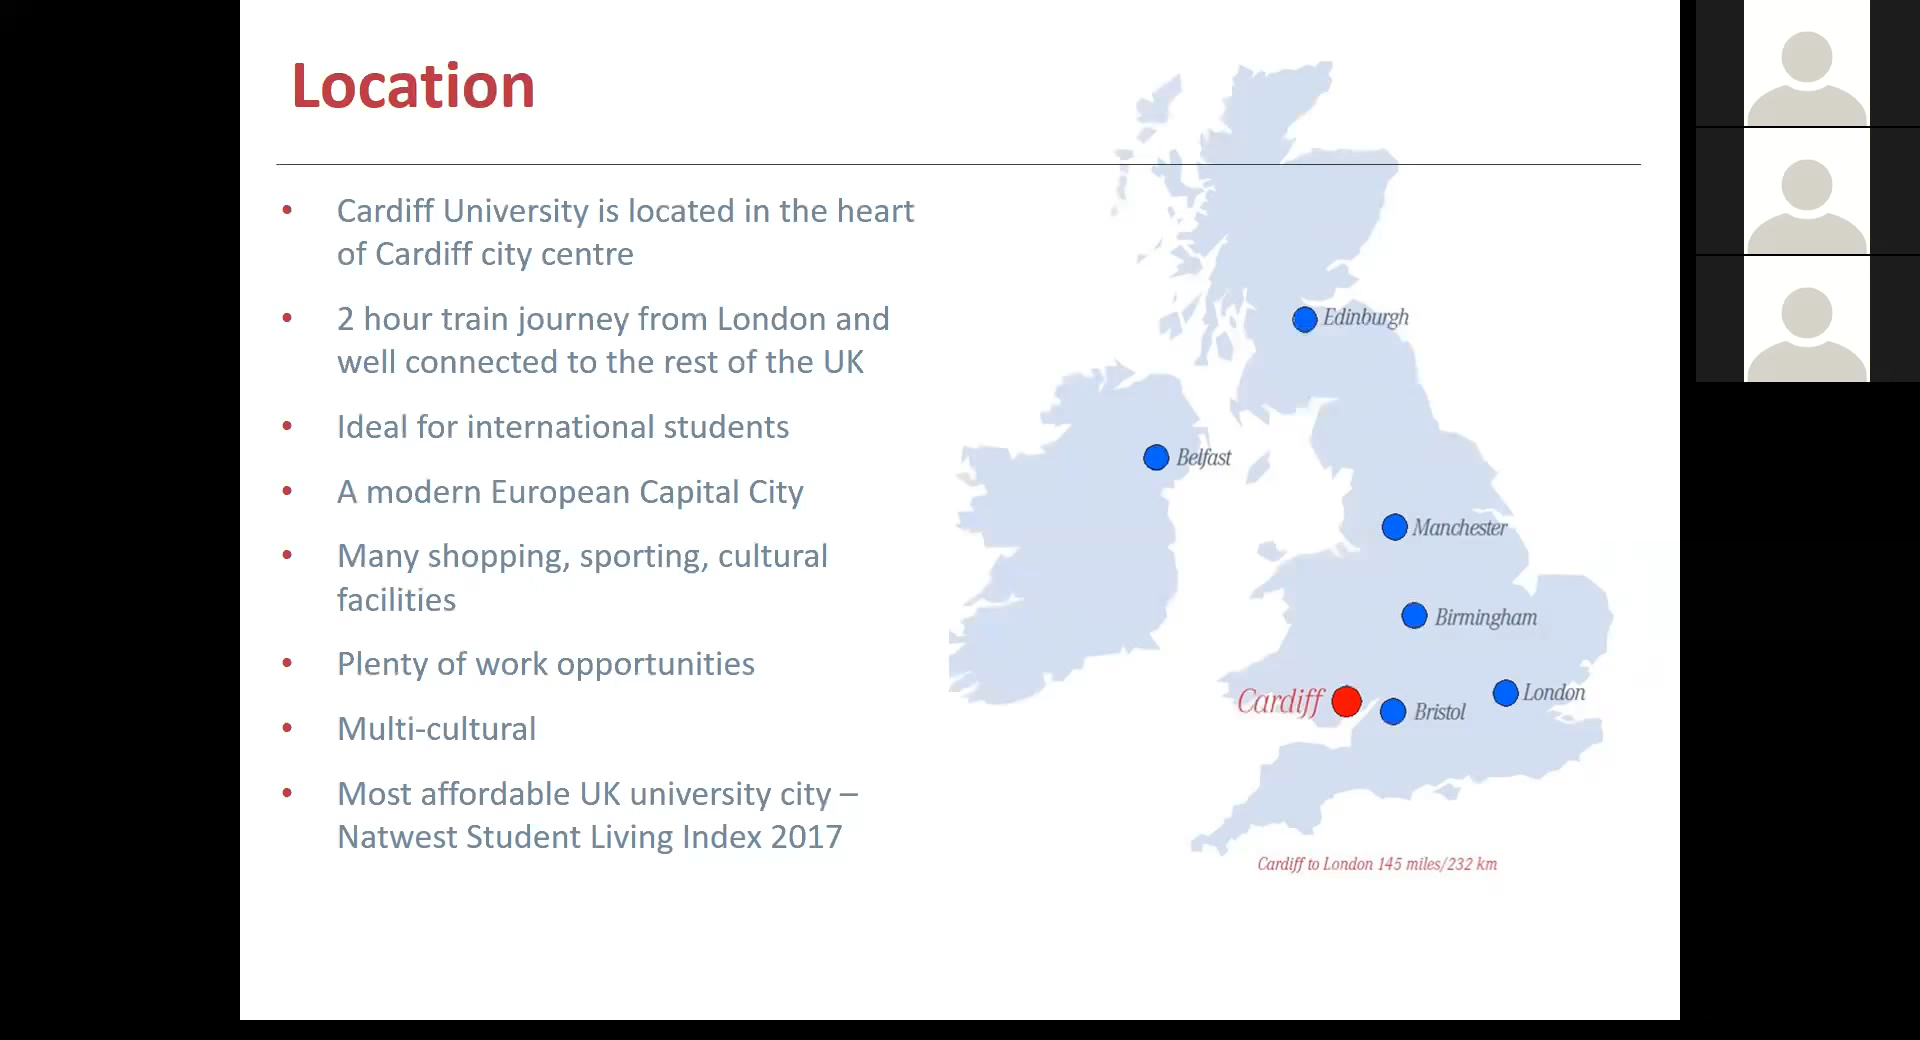 Location
• Cardiff University is located in the heart
of Cardiff city centre
• 2 hour train journey from London and
well connected to the rest of the UK
• Ideal for international students
• A modern European Capital City
• Many shopping, sporting, cultural
facilities
• Plenty of work opportunities
• Multi-cultural
• Most affordable UK university city –
Natwest Student Living Index 2017
Edinburgh
Belfast
Manchester
Birmingham
London
Cardiff
Bristol
Cardiff to London 145 miles/232 km